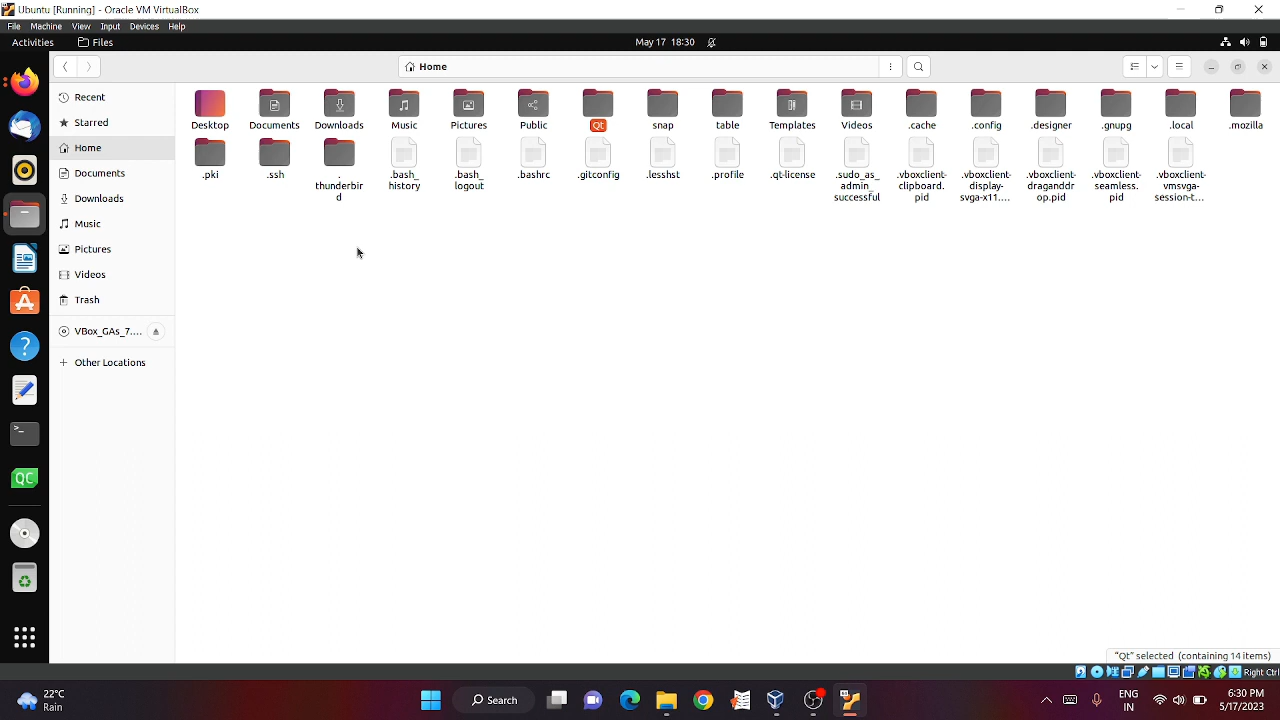 Ubuntu [Running] - Oracle VM VirtualBox
File Machine View Input Devices Help
Activities Files May 17 18:30
Home
Recent
Starred
Home
Documents
Downloads
Music
Pictures
Videos
Trash
VBox_GAs_7....
Other Locations
Desktop Documents Downloads Music Pictures Public Qt snap table Templates Videos .cache .config .designer .gnupg .local .mozilla
.pki .ssh . .bash_ .bash_ .bashrc .gitconfig .lesshst .profile .qt-license .sudo_as_ .vboxclient- .vboxclient- .vboxclient- .vboxclient- .vboxclient-
thunderbir history logout admin_ clipboard. display- draganddr seamless. vmsvga-
d successful pid svga-x11.... op.pid pid session-t...
"Qt" selected (containing 14 items)
Right Ctrl
22°C
Rain
Search
QC
ENG
IN
6:30 PM
5/17/2023